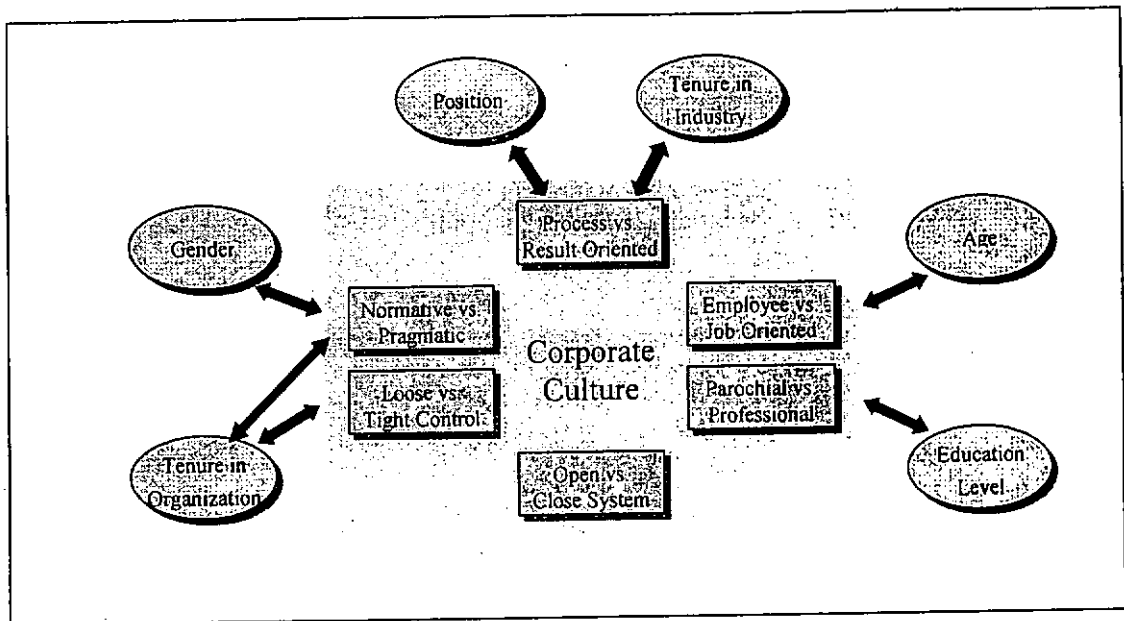 Position
Tenure in
Industry
Process vs
Result Oriented
Gender
Age
Normative vs
Pragmatic
Employee vs
Job Oriented
Corporate
Culture
Loose vs
Tight Control
Parochial vs
Professional
Tenure in
Organization
Open vs
Close System
Education
Level